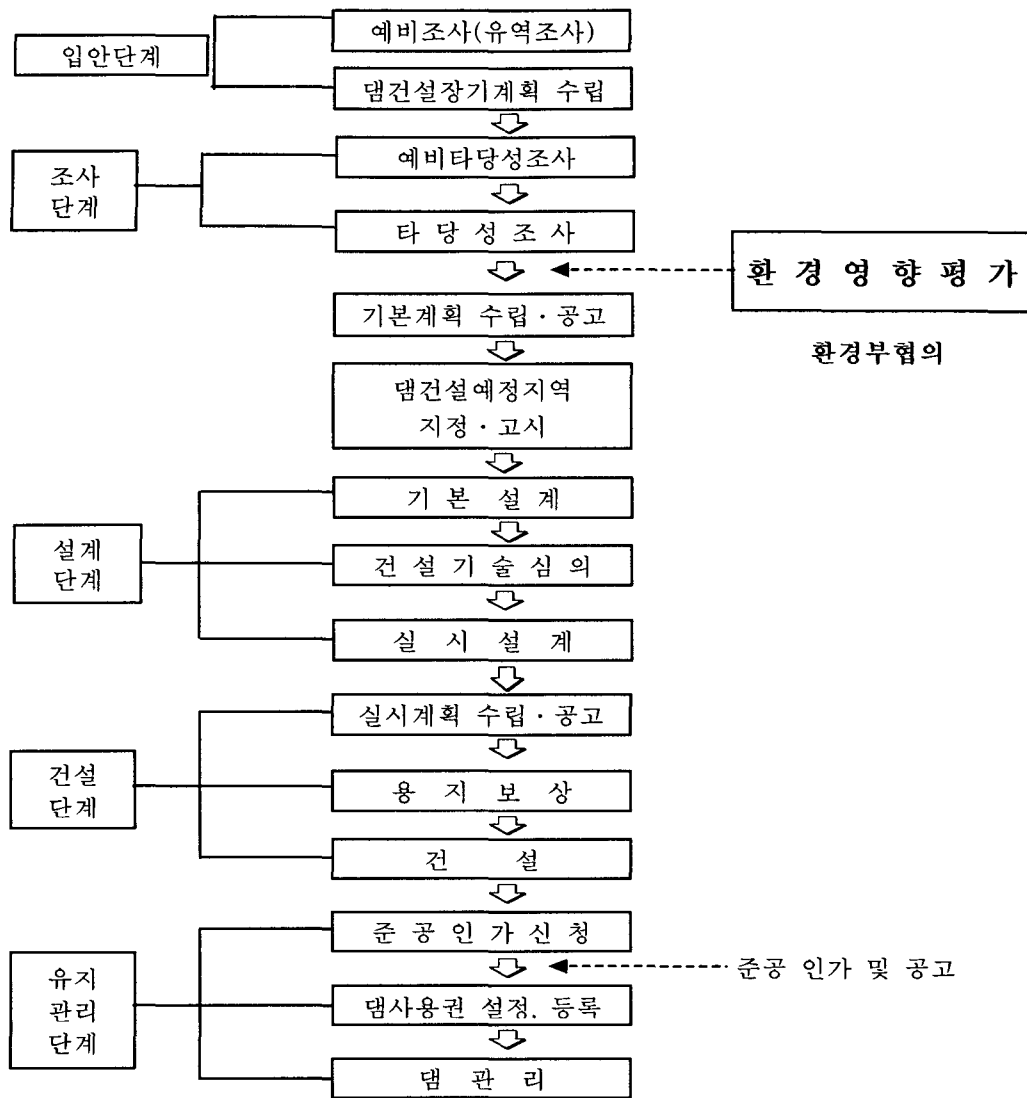 입안단계
예비조사(유역조사)
댐건설장기계획 수립
조사
단계
예비타당성조사
타 당 성 조 사
환 경 영 향 평 가
환경부협의
기본계획 수립·공고
댐건설예정지역
지정·고시
설계
단계
기 본 설 계
건 설 기 술 심 의
실 시 설 계
건설
단계
실시계획 수립·공고
용 지 보 상
건 설
유지
관리
단계
준 공 인 가 신 청
준공 인가 및 공고
댐사용권 설정. 등록
댐 관 리